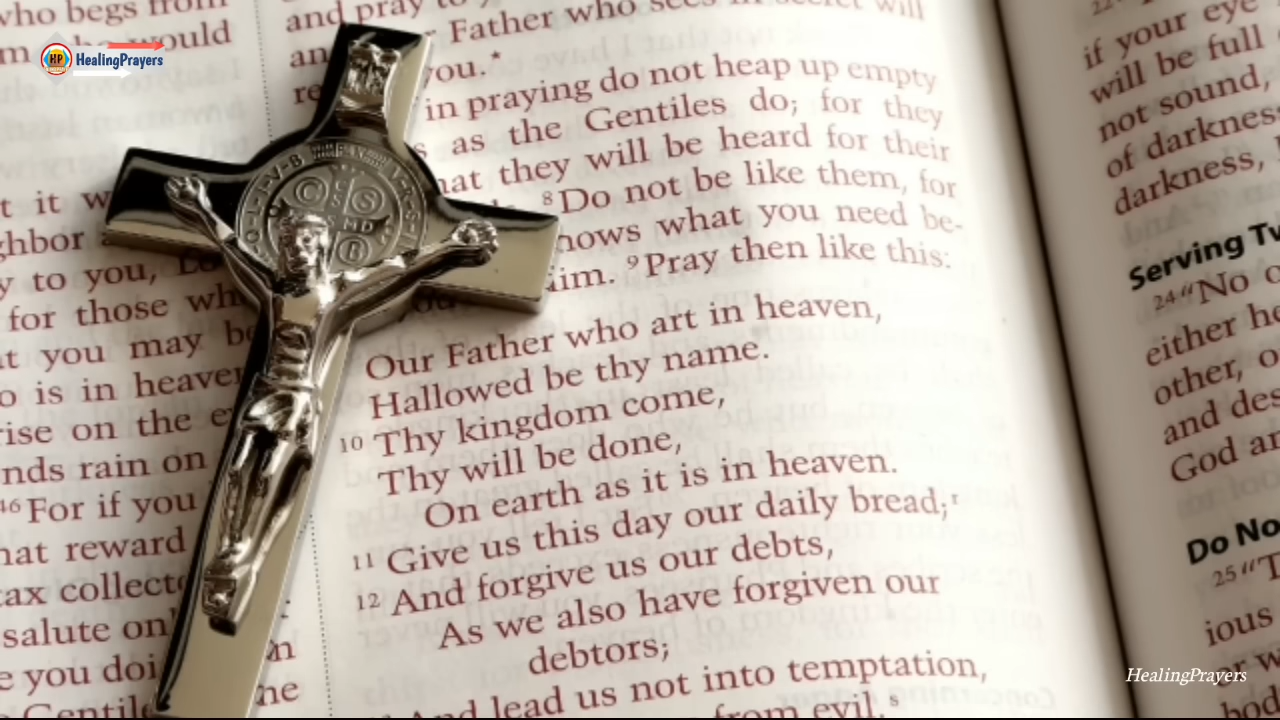 HP HealingPrayers
who begs from
would
t it w
ghbor
y to you,
for those wh
at you may be
o is in heaven
rise on the e
nds rain on
46 For if you
hat reward
tax collecto
salute on
e you doi
Gentile
and pray to y
Father who sees in secret will
you.*
in praying do not heap up empty
as the Gentiles do; for they
hat they will be heard for their
8 Do not be like them, for
nows what you need be-
him. 9 Pray then like this:
Our Father who art in heaven,
Hallowed be thy name.
10 Thy kingdom come,
Thy will be done,
On earth as it is in heaven.
11 Give us this day our daily bread;r
12 And forgive us our debts,
As we also have forgiven our
debtors;
And lead us not into temptation,
from evil.s
if your eye
will be full
not sound,
of darkness
darkness,
Serving Tw
24 “No o
either he
other, o
and des
God an
Do No
25 “T
ious
HealingPrayers